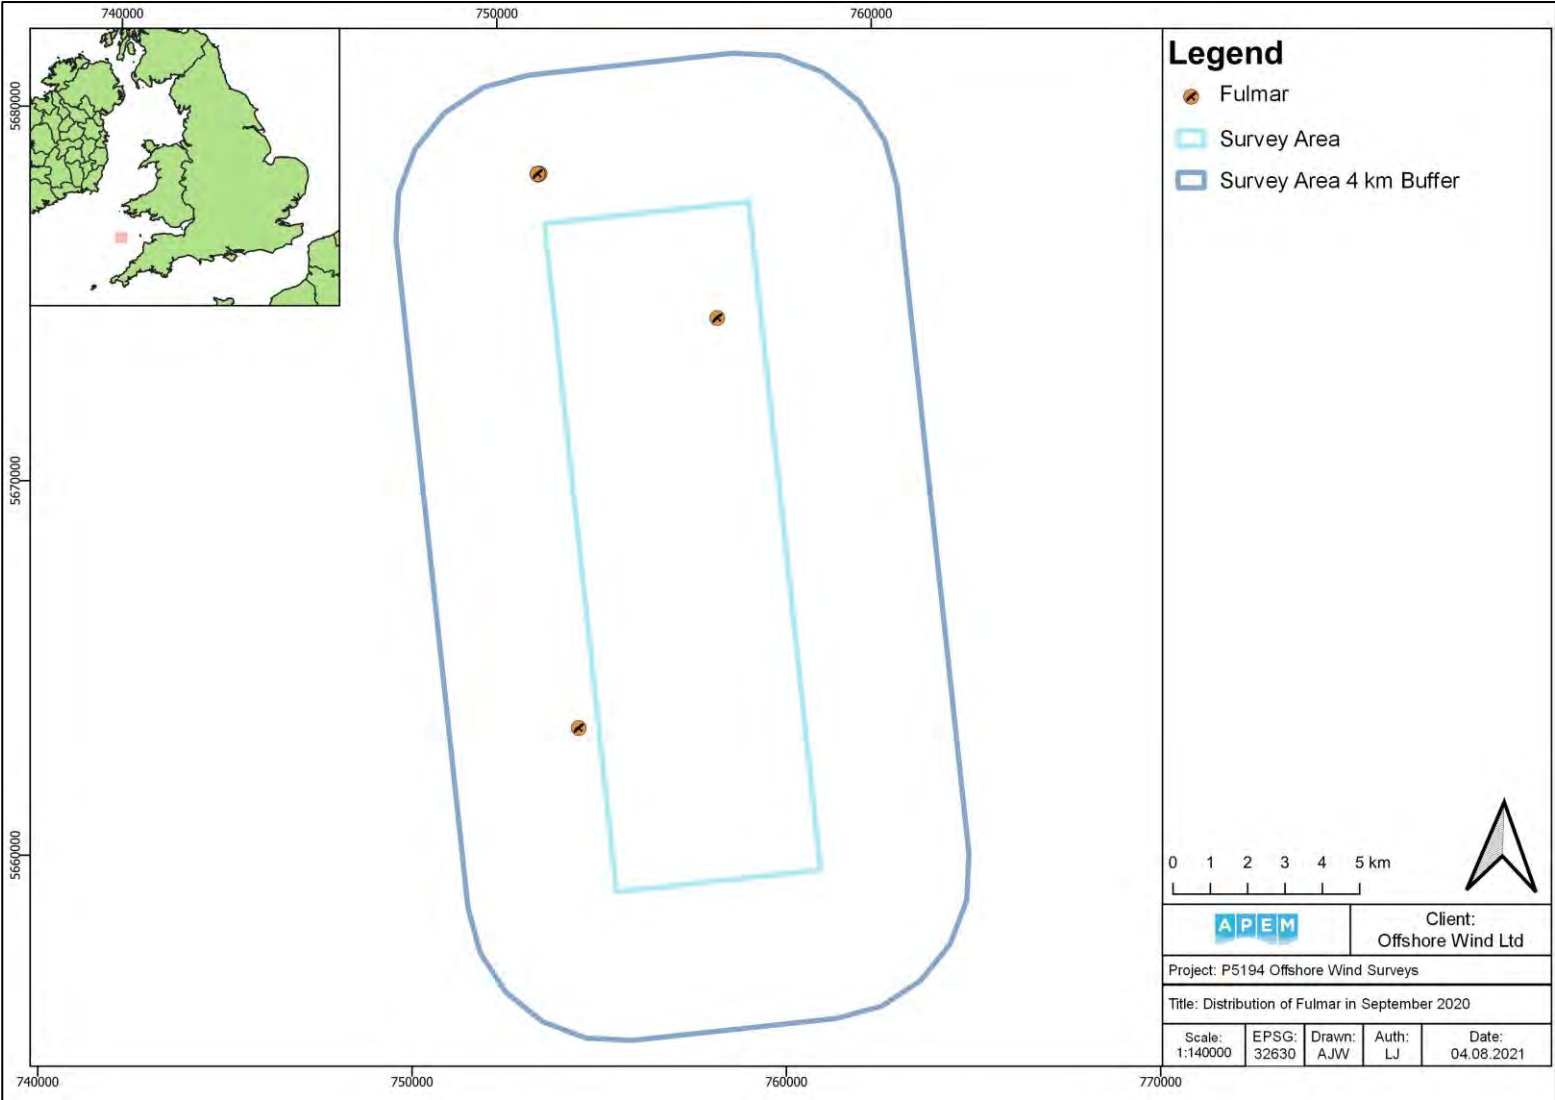 740000
750000
760000
5680000
5670000
5660000
740000
750000
760000
770000
Legend
Fulmar
Survey Area
Survey Area 4 km Buffer
0 1 2 3 4 5 km
APEM
Client:
Offshore Wind Ltd
Project: P5194 Offshore Wind Surveys
Title: Distribution of Fulmar in September 2020
Scale:
1:140000
EPSG:
32630
Drawn:
AJW
Auth:
LJ
Date:
04.08.2021